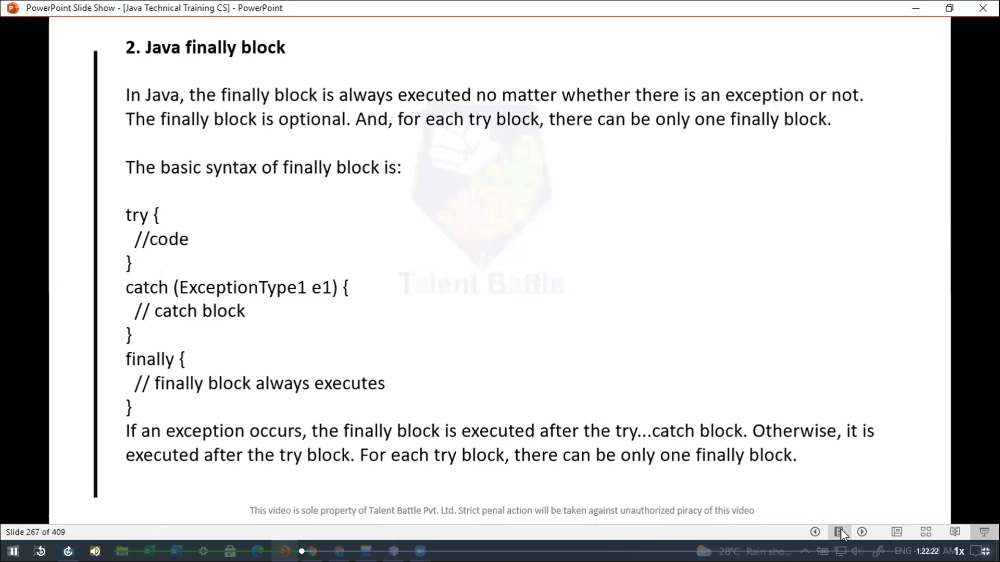 PowerPoint Slide Show - [Java Technical Training CS] - PowerPoint
2. Java finally block
In Java, the finally block is always executed no matter whether there is an exception or not.
The finally block is optional. And, for each try block, there can be only one finally block.
The basic syntax of finally block is:
try {
//code
}
catch (ExceptionType1 e1) {
// catch block
}
finally {
// finally block always executes
}
If an exception occurs, the finally block is executed after the try...catch block. Otherwise, it is
executed after the try block. For each try block, there can be only one finally block.
Talent Battle
This video is sole property of Talent Battle Pvt. Ltd. Strict penal action will be taken against unauthorized piracy of this video
Slide 267 of 409
28°C Rain sho... ENG -1:22:22 AM 1x